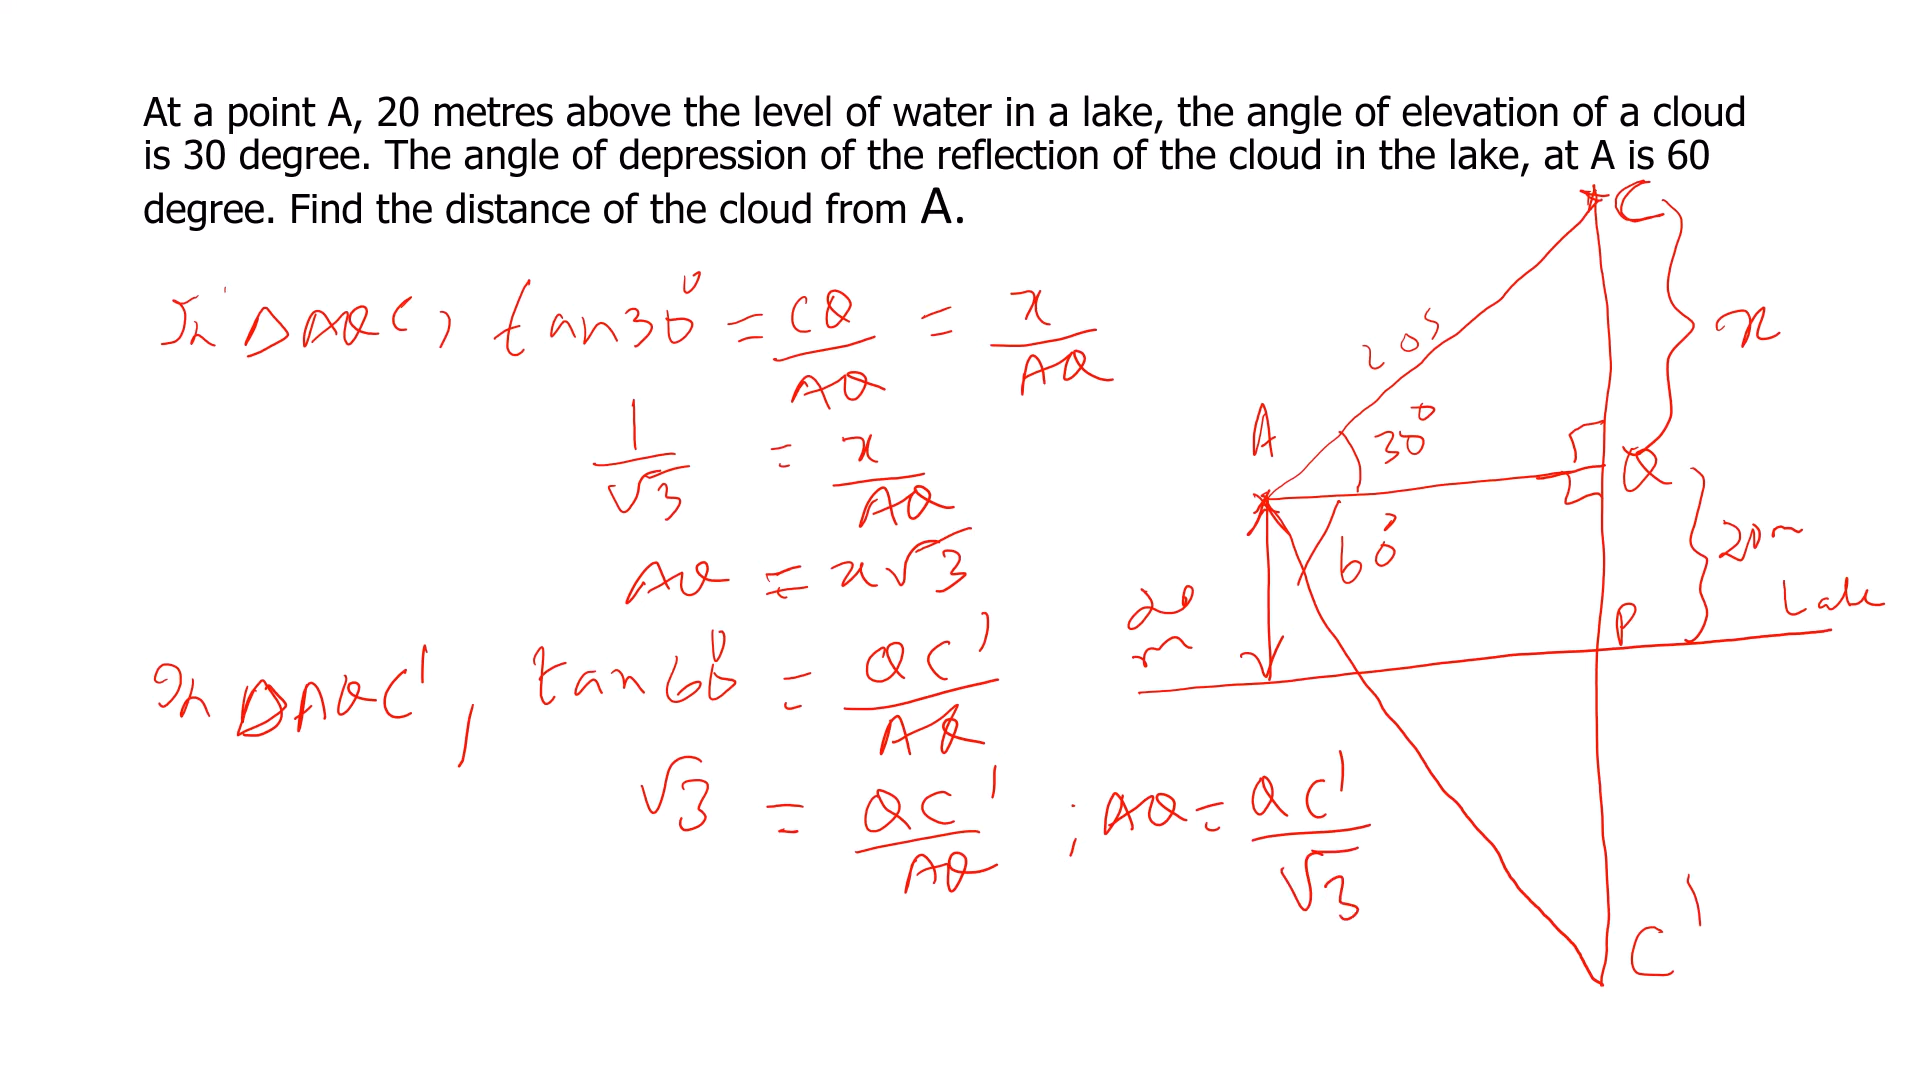 At a point A, 20 metres above the level of water in a lake, the angle of elevation of a cloud
is 30 degree. The angle of depression of the reflection of the cloud in the lake, at A is 60
degree. Find the distance of the cloud from A.
In ΔAQC, tan30° = CQ/AQ = x/AQ
1/√3 = x/AQ
AQ = x√3
In ΔAQC', tan60° = QC'/AQ
√3 = QC'/AQ ; AQ = QC'/√3
C
x
A
30°
Q
60°
20m
20
m
P
Lake
C'